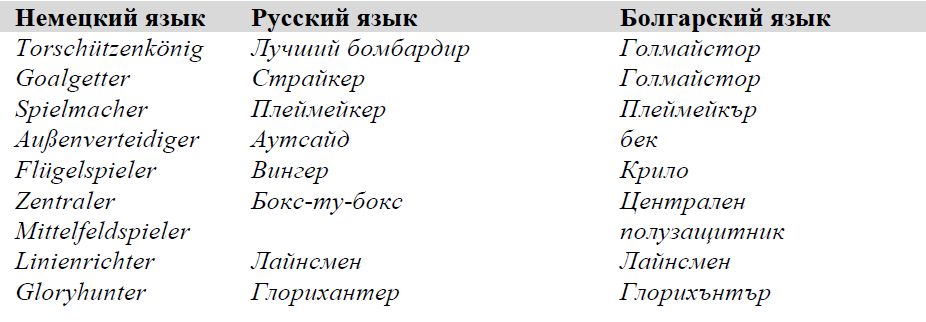 Немецкий язык Русский язык Болгарский язык
Torschützenkönig Лучший бомбардир Голмайстор
Goalgetter Страйкер Голмайстор
Spielmacher Плеймейкер Плеймейкър
Außenverteidiger Аутсайд бек
Flügelspieler Вингер Крило
Zentraler Бокс-ту-бокс Централен
Mittelfeldspieler полузащитник
Linienrichter Лайнсмен Лайнсмен
Gloryhunter Глорихантер Глорихънтър